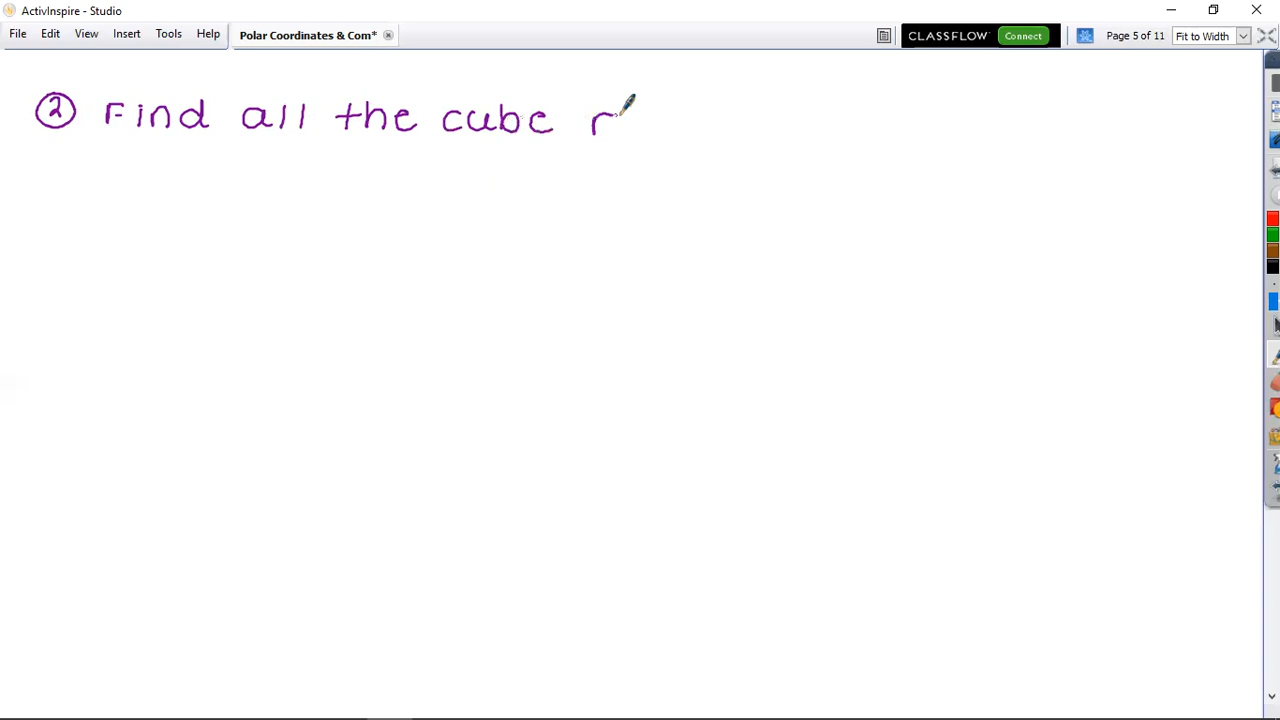 ActivInspire - Studio
File Edit View Insert Tools Help Polar Coordinates & Com* CLASSFLOW Connect Page 5 of 11 Fit to Width
② Find all the cube r